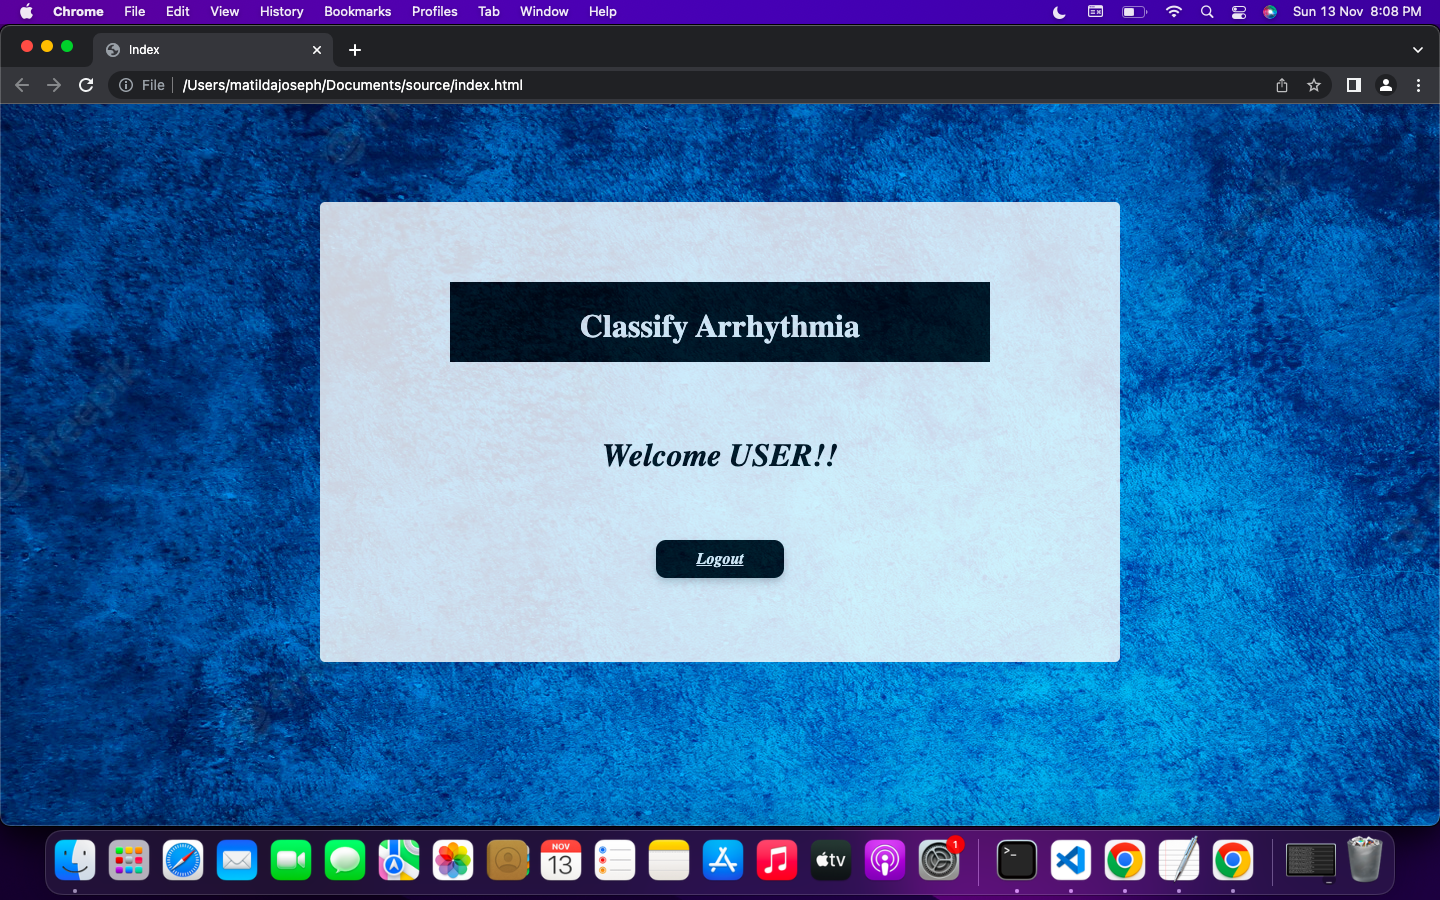 Chrome File Edit View History Bookmarks Profiles Tab Window Help Sun 13 Nov 8:08 PM
Index
File /Users/matildajoseph/Documents/source/index.html
Classify Arrhythmia
Welcome USER!!
Logout
freepik
NOV
13
tv
1
>_